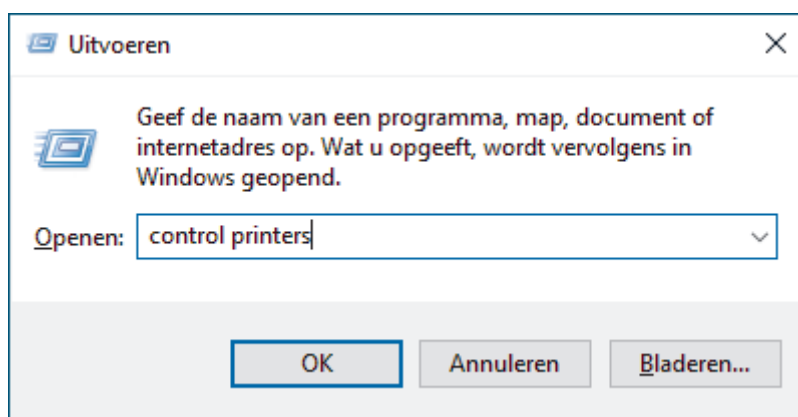 Uitvoeren
Geef de naam van een programma, map, document of
internetadres op. Wat u opgeeft, wordt vervolgens in
Windows geopend.
Openen: control printers
OK Annuleren Bladeren...